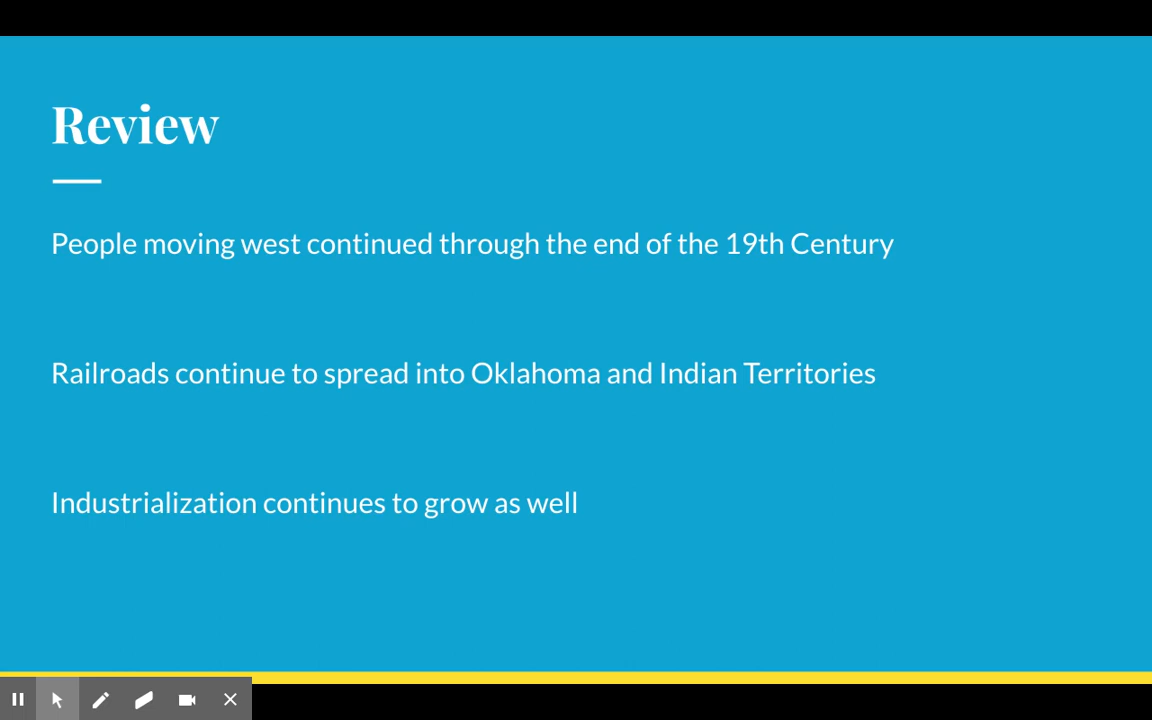 Review
People moving west continued through the end of the 19th Century
Railroads continue to spread into Oklahoma and Indian Territories
Industrialization continues to grow as well